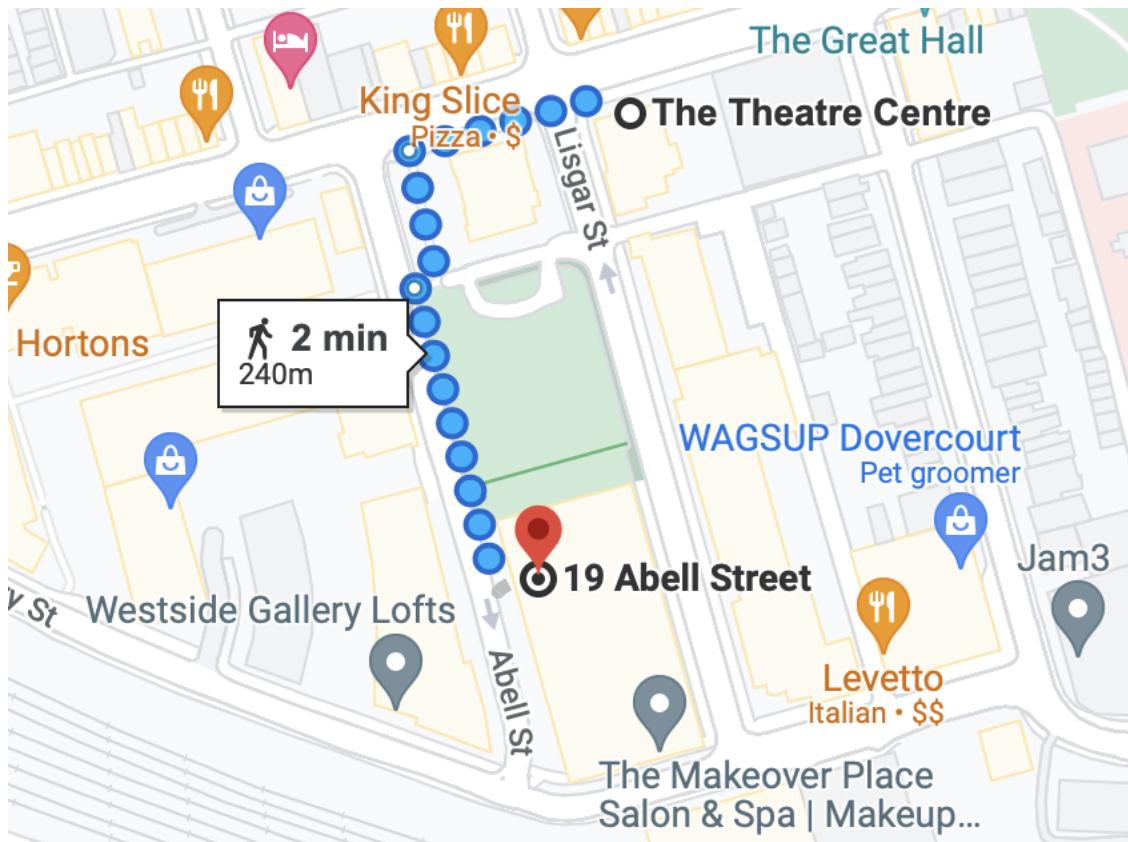 The Great Hall
King Slice
Pizza • $
The Theatre Centre
Lisgar St
2 min
240m
Hortons
WAGSUP Dovercourt
Pet groomer
19 Abell Street
Jam3
y St
Westside Gallery Lofts
Abell St
Levetto
Italian • $$
The Makeover Place
Salon & Spa | Makeup...